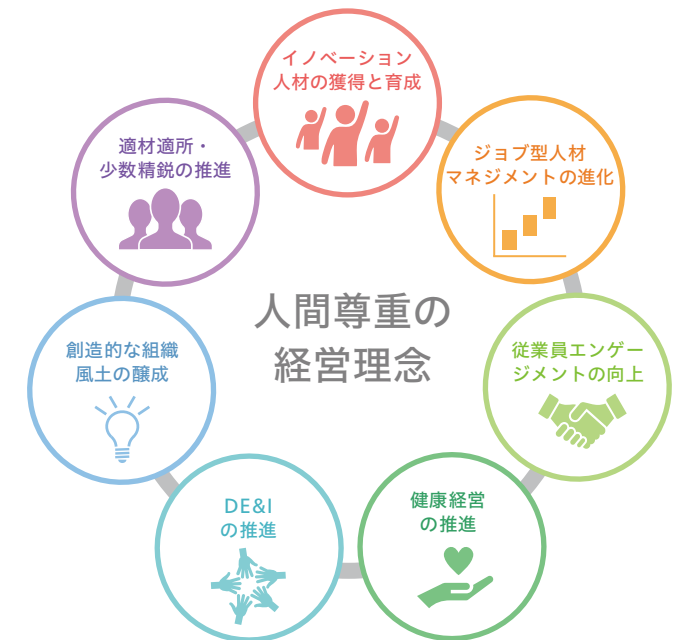 イノベーション
人材の獲得と育成
ジョブ型人材
マネジメントの進化
従業員エンゲー
ジメントの向上
健康経営
の推進
DE&I
の推進
創造的な組織
風土の醸成
適材適所・
少数精鋭の推進
人間尊重の
経営理念